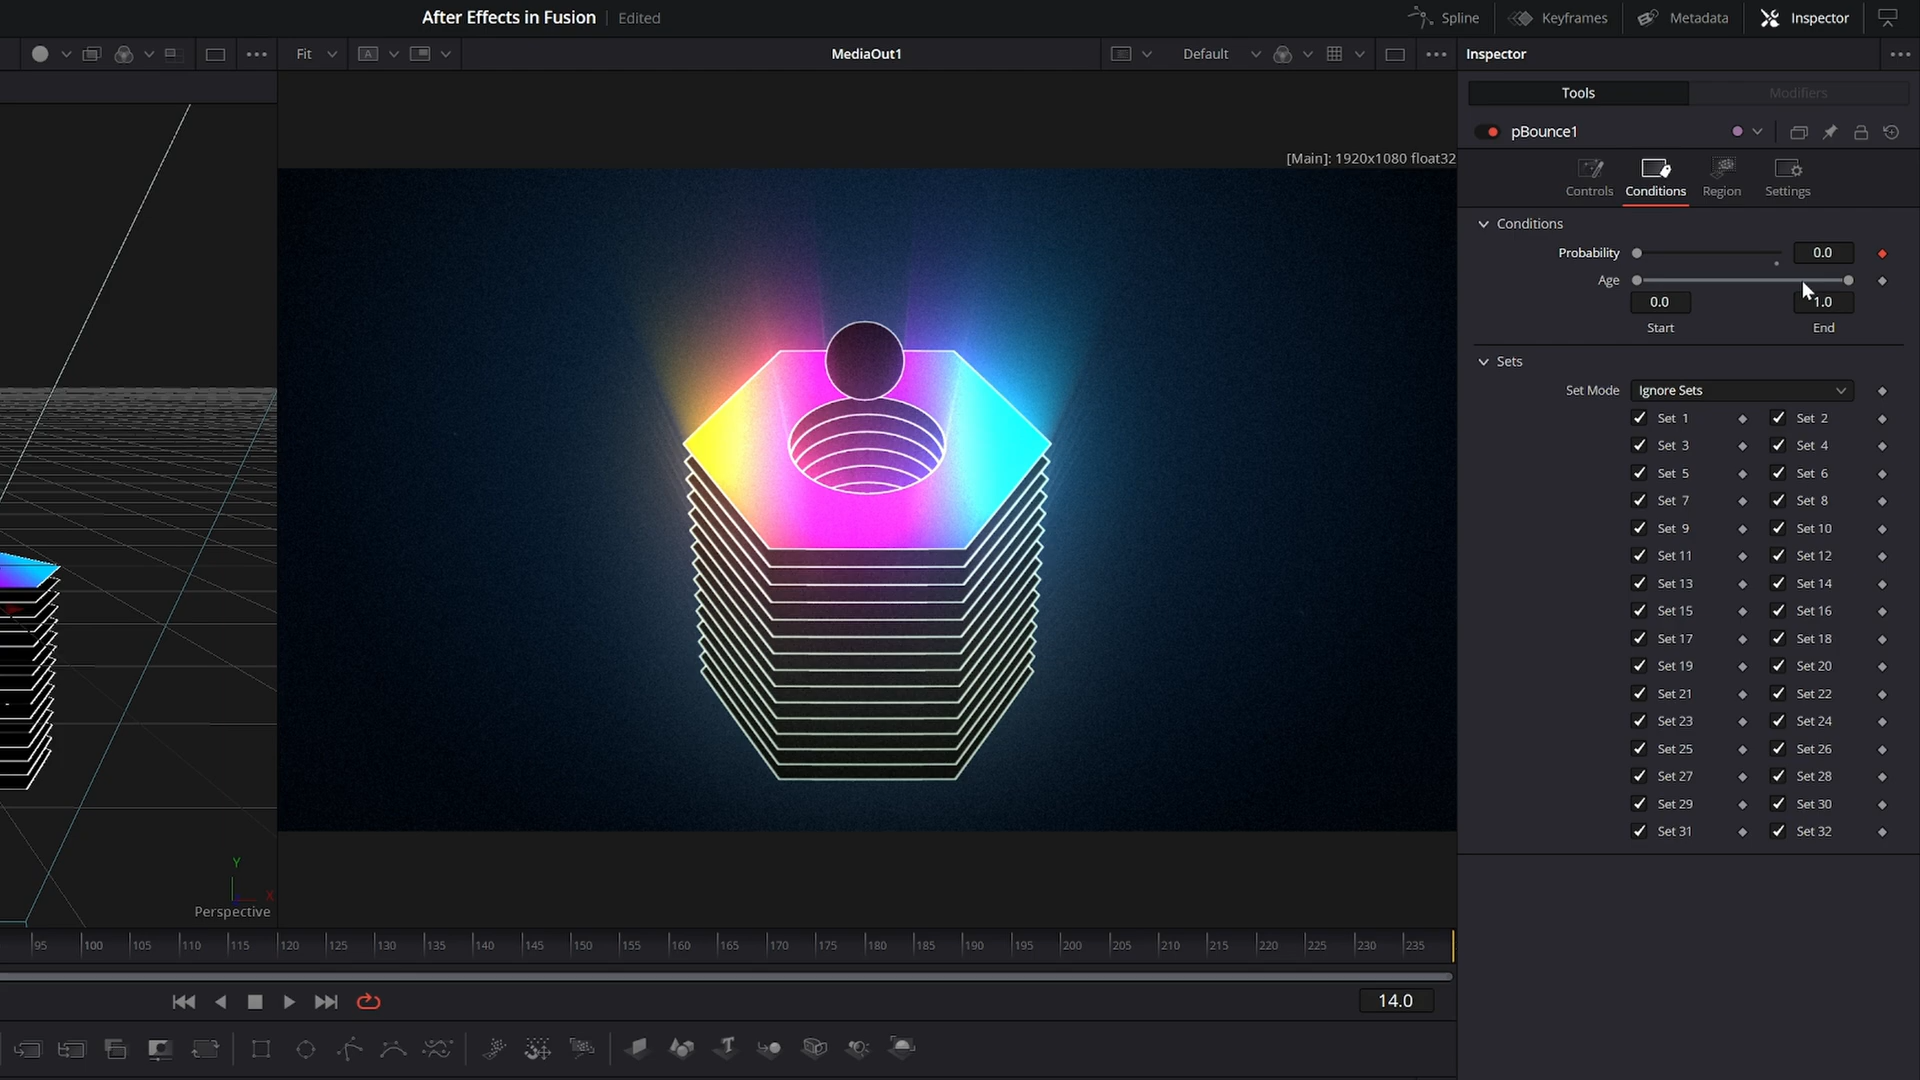 After Effects in Fusion Edited Spline Keyframes Metadata Inspector
Fit A MediaOut1 Default Inspector
Tools Modifiers
pBounce1
[Main]: 1920x1080 float32
Controls Conditions Region Settings
Conditions
Probability 0.0
Age
0.0 1.0
Start End
Sets
Set Mode Ignore Sets
Set 1 Set 2
Set 3 Set 4
Set 5 Set 6
Set 7 Set 8
Set 9 Set 10
Set 11 Set 12
Set 13 Set 14
Set 15 Set 16
Set 17 Set 18
Set 19 Set 20
Set 21 Set 22
Set 23 Set 24
Set 25 Set 26
Set 27 Set 28
Set 29 Set 30
Set 31 Set 32
Y
X
Perspective
95 100 105 110 115 120 125 130 135 140 145 150 155 160 165 170 175 180 185 190 195 200 205 210 215 220 225 230 235
14.0
T